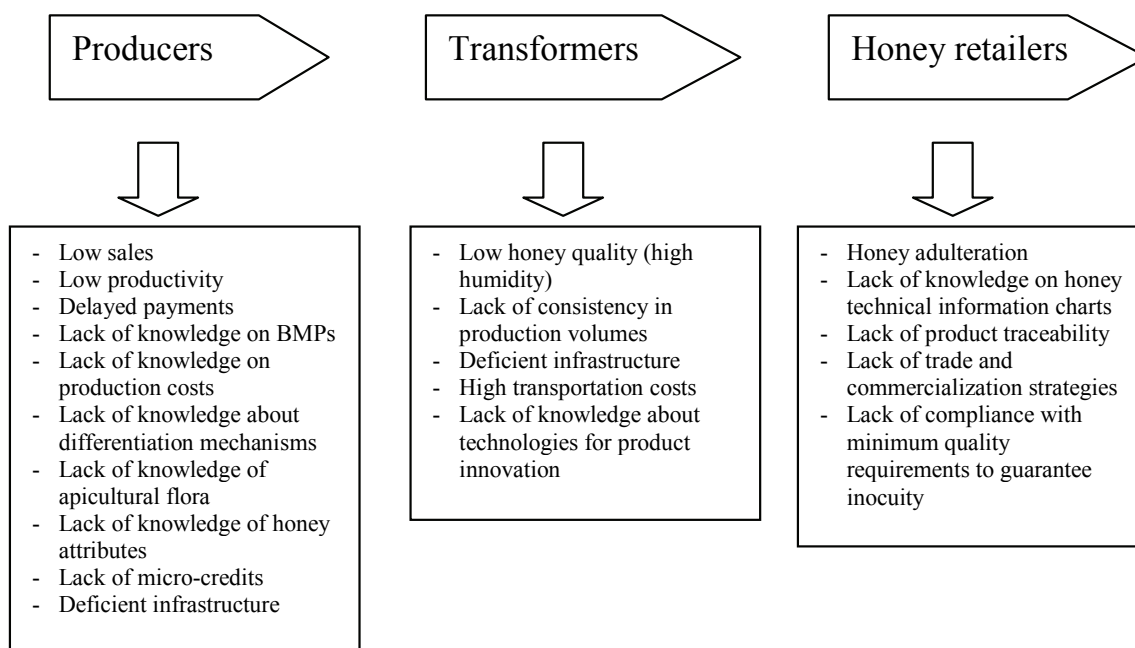 Producers
Transformers
Honey retailers
- Low sales
- Low productivity
- Delayed payments
- Lack of knowledge on BMPs
- Lack of knowledge on
production costs
- Lack of knowledge about
differentiation mechanisms
- Lack of knowledge of
apicultural flora
- Lack of knowledge of honey
attributes
- Lack of micro-credits
- Deficient infrastructure
- Low honey quality (high
humidity)
- Lack of consistency in
production volumes
- Deficient infrastructure
- High transportation costs
- Lack of knowledge about
technologies for product
innovation
- Honey adulteration
- Lack of knowledge on honey
technical information charts
- Lack of product traceability
- Lack of trade and
commercialization strategies
- Lack of compliance with
minimum quality
requirements to guarantee
inocuity